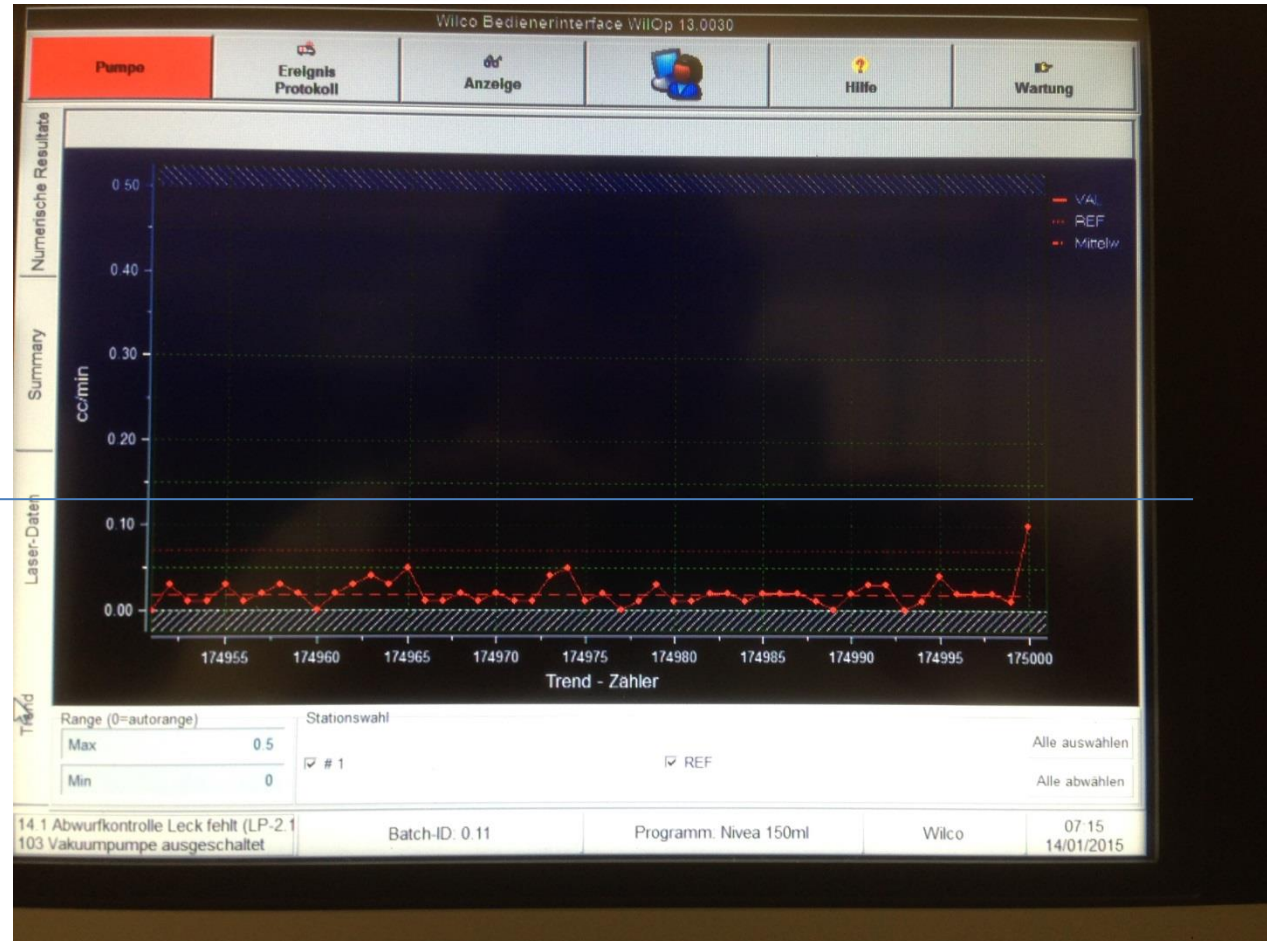 Wilco Bedienerinterface WilOp 13.0030
Pumpe
Ereignis
Protokoll
Anzeige
?
Hilfe
Wartung
Numerische Resultate
Summary
Laser-Daten
Trend
0.50
0.40
0.30
0.20
0.10
0.00
cc/min
VAL
REF
Mittelw.
174955 174960 174965 174970 174975 174980 174985 174990 174995 175000
Trend - Zahler
Range (0=autorange)
Max 0.5
Min 0
Stationswahl
# 1
REF
Alle auswählen
Alle abwählen
14.1 Abwurfkontrolle Leck fehlt (LP-2.1
103 Vakuumpumpe ausgeschaltet
Batch-ID: 0.11
Programm. Nivea 150ml
Wilco
07:15
14/01/2015